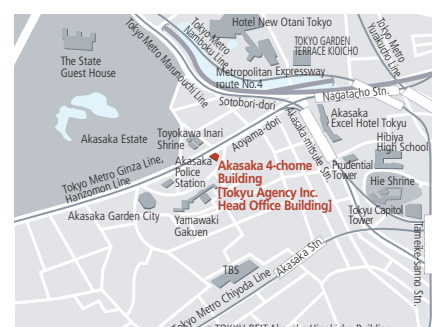 Hotel New Otani Tokyo
Tokyo Metro
Namboku Line
TOKYO GARDEN
TERRACE KIOICHO
Tokyo Metro
Yurakucho Line
The State
Guest House
Tokyo Metro Marunouchi Line
Metropolitan Expressway
route No.4
Sotobori-dori
Nagatacho Stn.
Akasaka Estate
Toyokawa Inari
Shrine
Aoyama-dori
Akasaka-mitsuke Stn.
Akasaka
Excel Hotel Tokyu
Hibiya
High School
Tokyo Metro Ginza Line,
Hanzomon Line
Akasaka
Police
Station
Akasaka 4-chome
Building
[Tokyu Agency Inc.
Head Office Building]
Prudential
Tower
Hie Shrine
Akasaka Garden City
Yamawaki
Gakuen
Tokyu Capitol
Tower
Tameike-sanno Stn.
Akasaka Stn.
TBS
Tokyo Metro Chiyoda Line